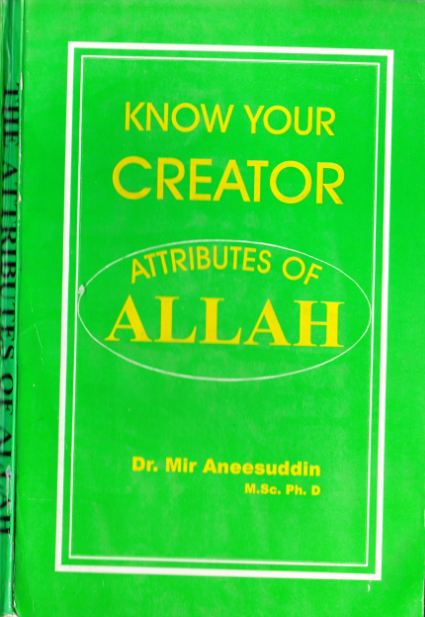 THE ATTRIBUTES OF ALLAH
KNOW YOUR
CREATOR
ATTRIBUTES OF
ALLAH
Dr. Mir Aneesuddin
M.Sc. Ph. D